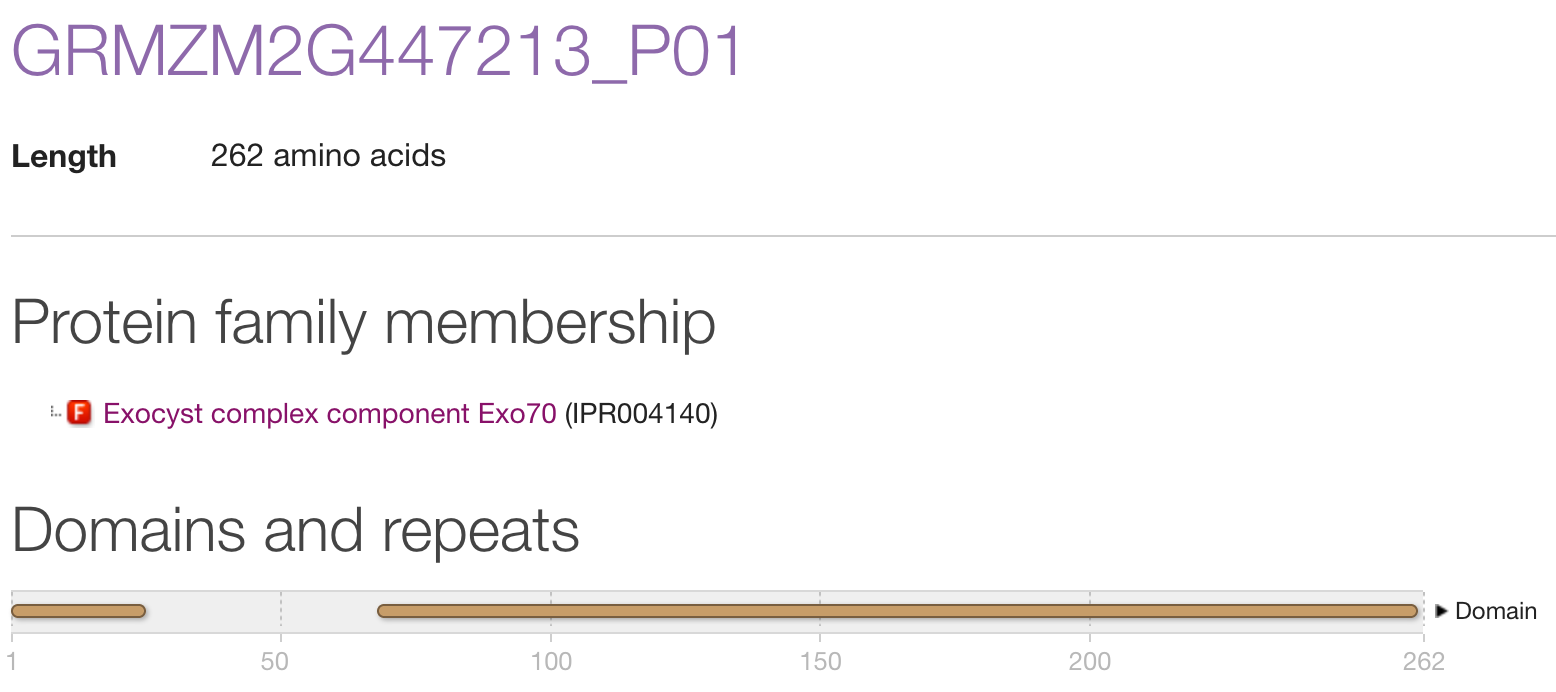 GRMZM2G447213_P01
Length 262 amino acids
Protein family membership
F Exocyst complex component Exo70 (IPR004140)
Domains and repeats
Domain
1 50 100 150 200 262